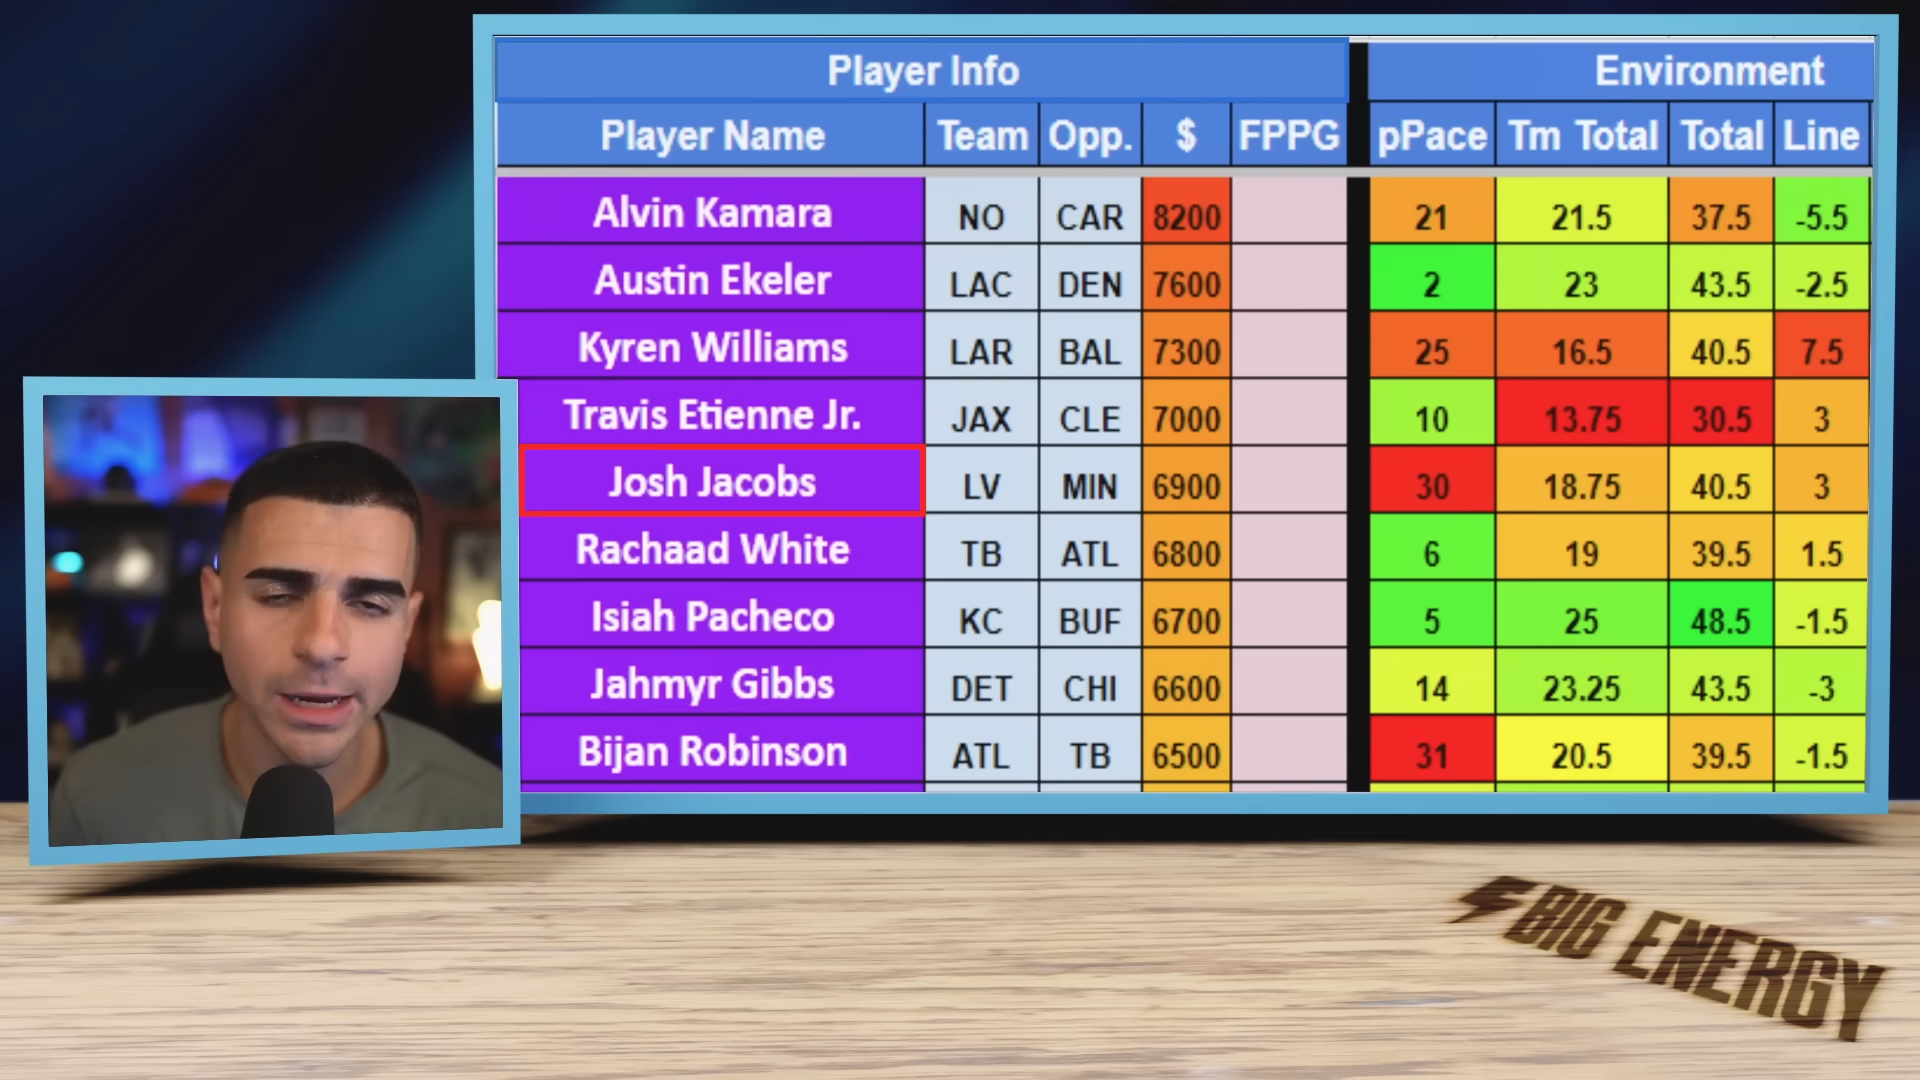 Player Info Environment
Player Name Team Opp. $ FPPG pPace Tm Total Total Line
Alvin Kamara NO CAR 8200 21 21.5 37.5 -5.5
Austin Ekeler LAC DEN 7600 2 23 43.5 -2.5
Kyren Williams LAR BAL 7300 25 16.5 40.5 7.5
Travis Etienne Jr. JAX CLE 7000 10 13.75 30.5 3
Josh Jacobs LV MIN 6900 30 18.75 40.5 3
Rachaad White TB ATL 6800 6 19 39.5 1.5
Isiah Pacheco KC BUF 6700 5 25 48.5 -1.5
Jahmyr Gibbs DET CHI 6600 14 23.25 43.5 -3
Bijan Robinson ATL TB 6500 31 20.5 39.5 -1.5
BIG ENERGY